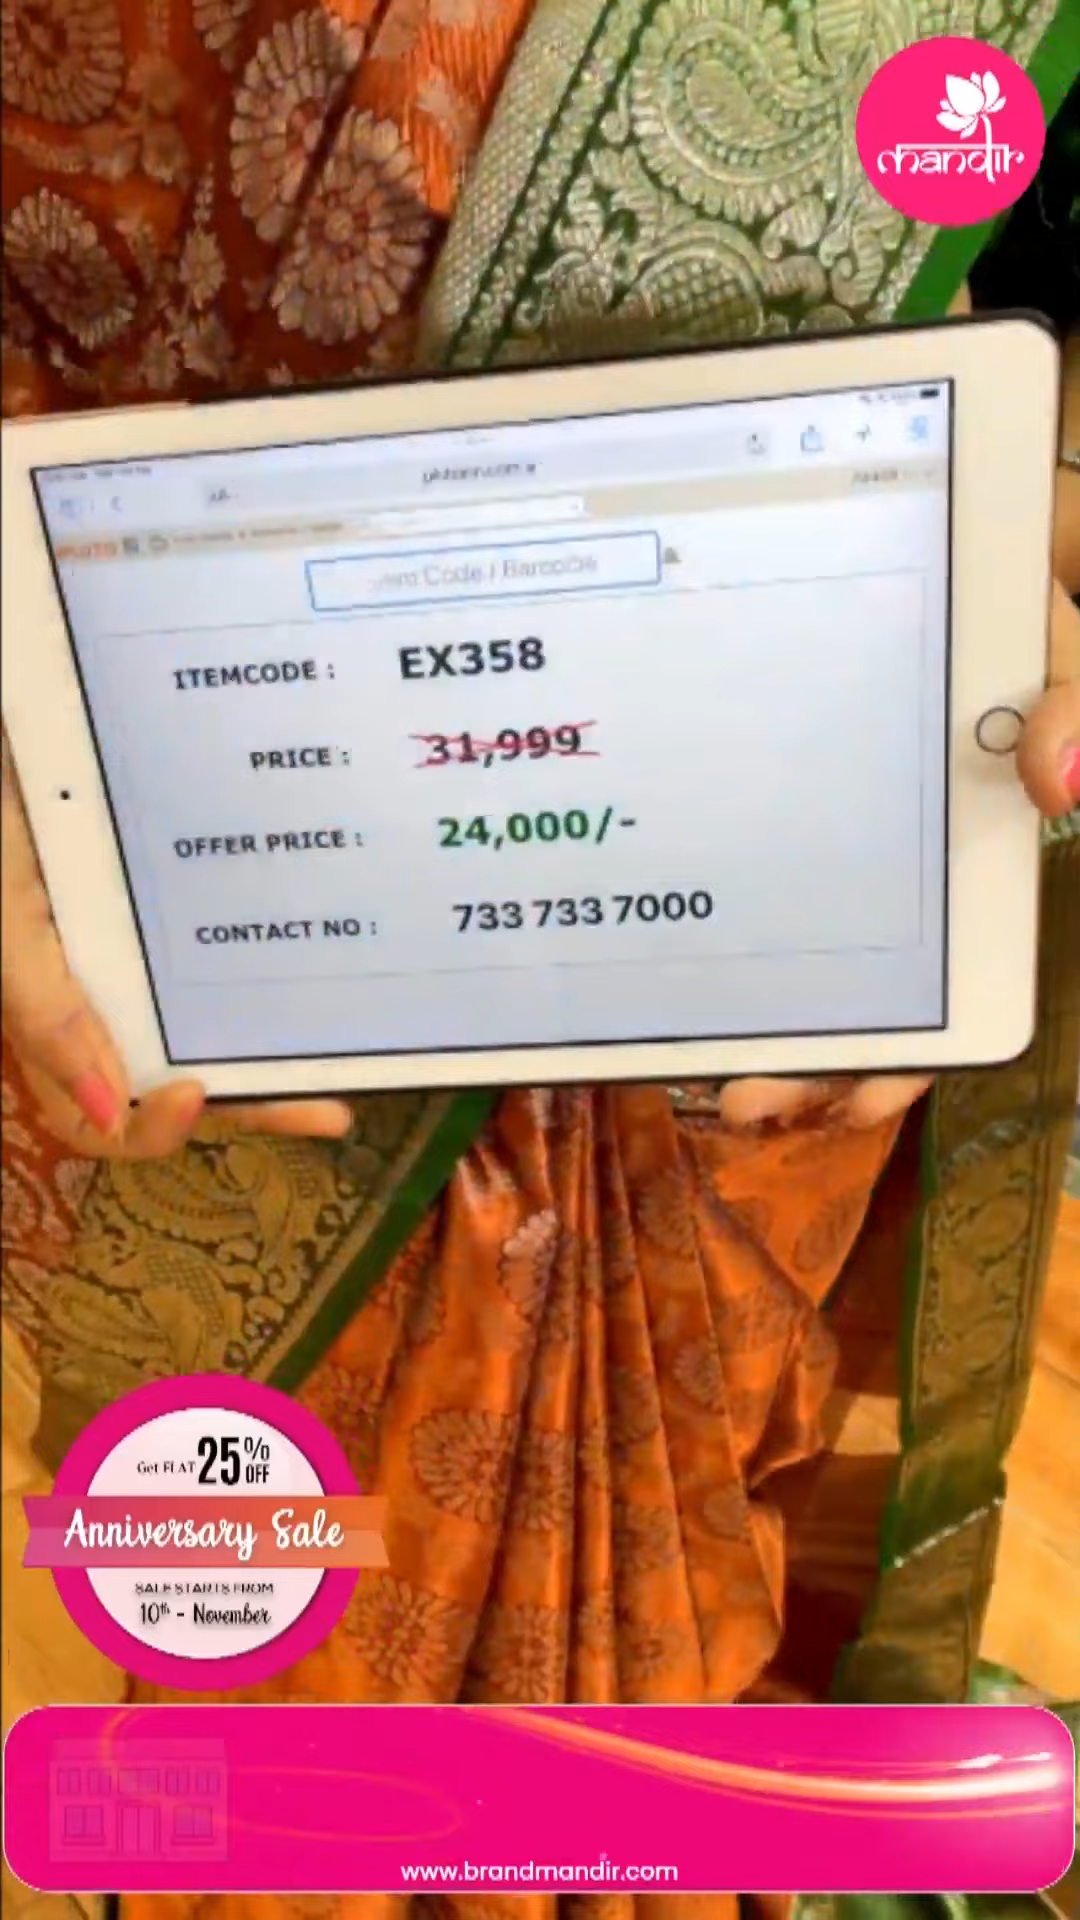 mandir
Item Code / Barcode
ITEMCODE : EX358
PRICE : 31,999
OFFER PRICE : 24,000/-
CONTACT NO : 733 733 7000
Get FLAT 25% OFF
Anniversary Sale
SALE STARTS FROM
10th - November
www.brandmandir.com